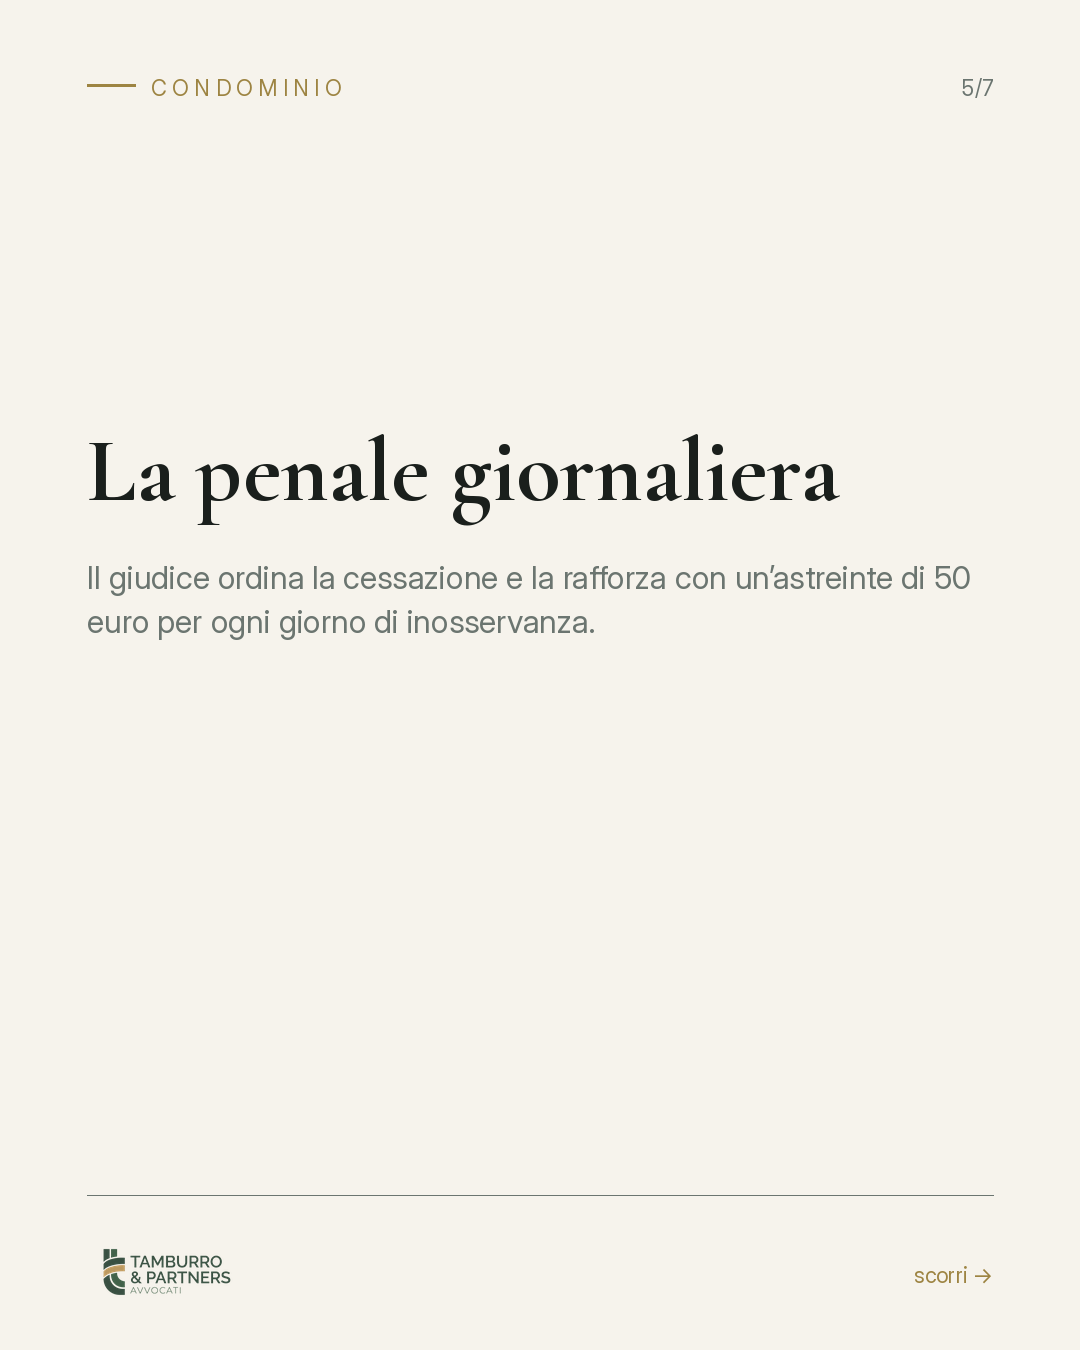 CONDOMINIO
5/7
La penale giornaliera
Il giudice ordina la cessazione e la rafforza con un’astreinte di 50
euro per ogni giorno di inosservanza.
TAMBURRO
& PARTNERS
AVVOCATI
scorri →